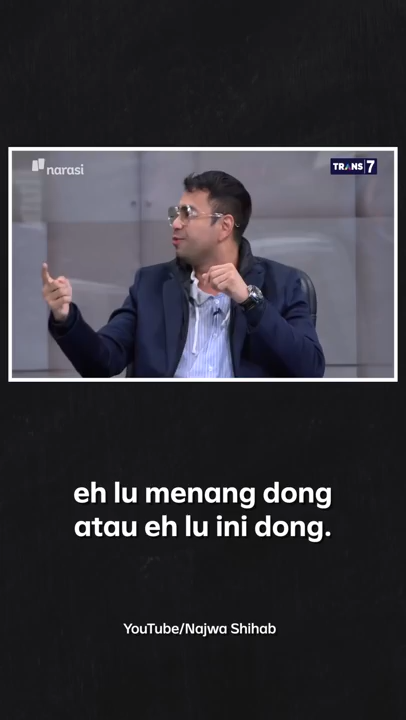 narasi
TRANS 7
eh lu menang dong
atau eh lu ini dong.
YouTube/Najwa Shihab